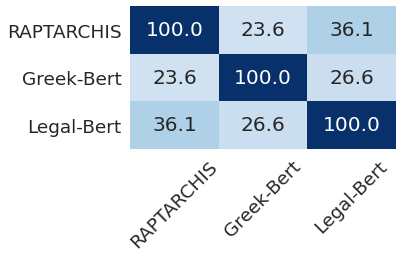 RAPTARCHIS 100.0 23.6 36.1
Greek-Bert 23.6 100.0 26.6
Legal-Bert 36.1 26.6 100.0
RAPTARCHIS Greek-Bert Legal-Bert